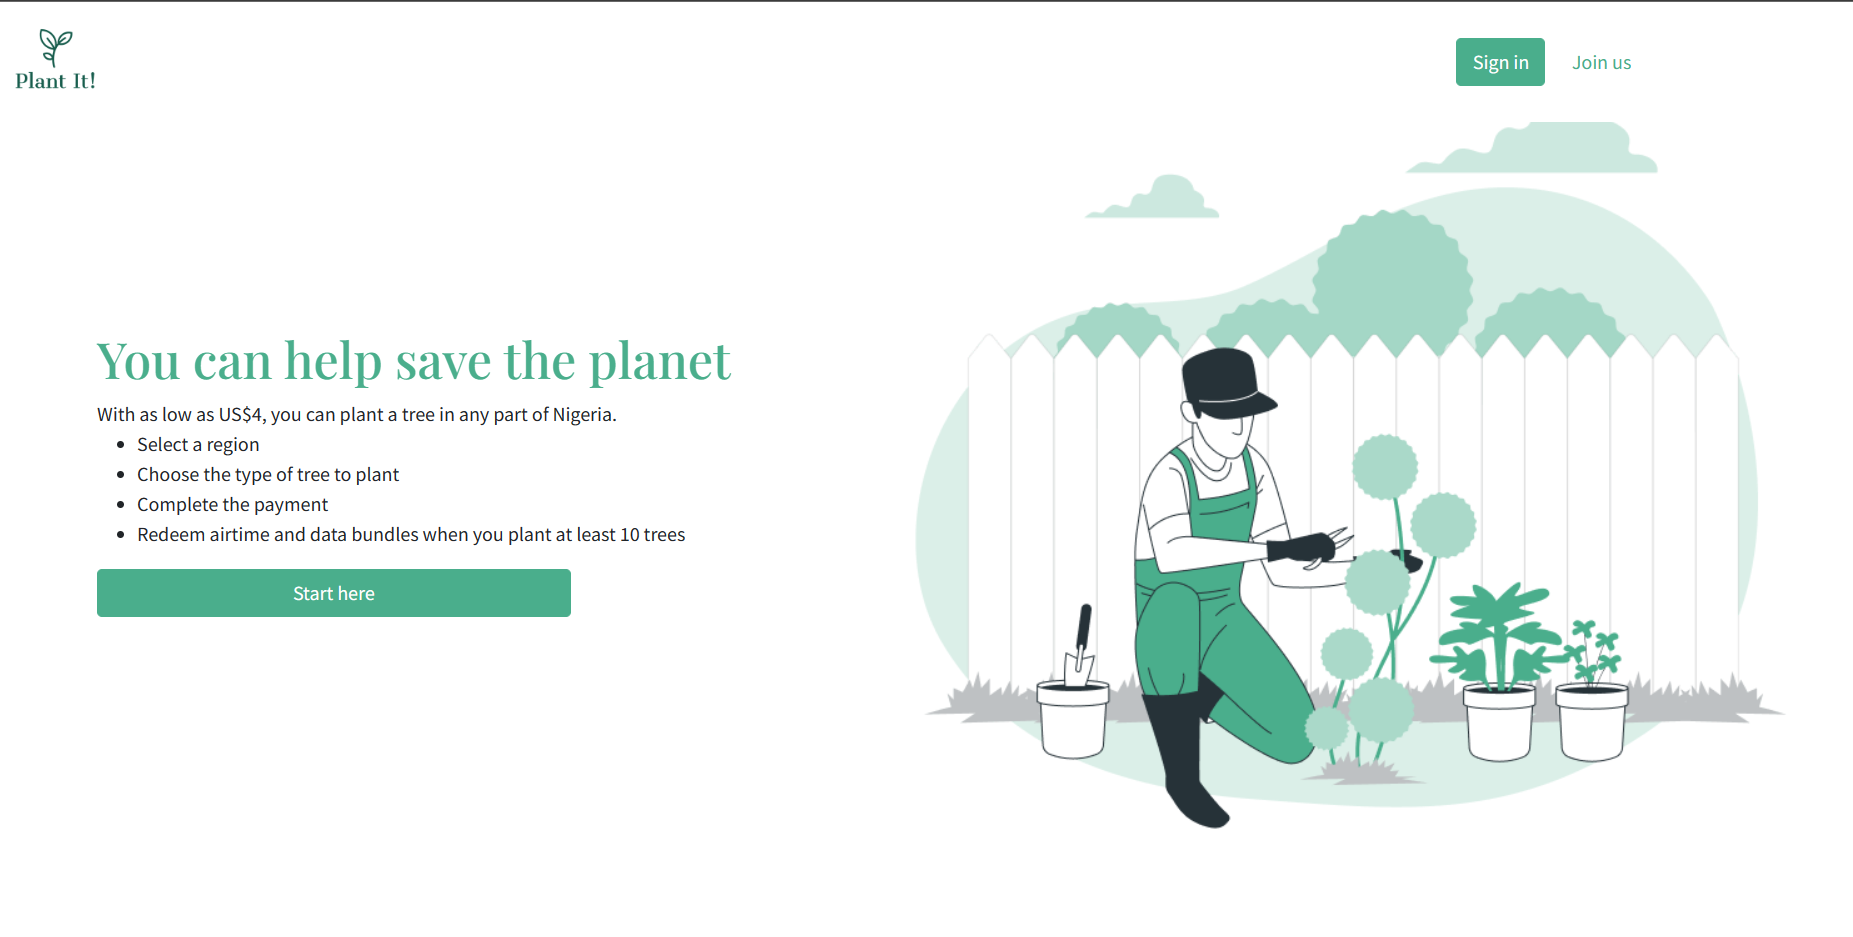 Plant It!
Sign in
Join us
You can help save the planet
With as low as US$4, you can plant a tree in any part of Nigeria.
Select a region
Choose the type of tree to plant
Complete the payment
Redeem airtime and data bundles when you plant at least 10 trees
Start here